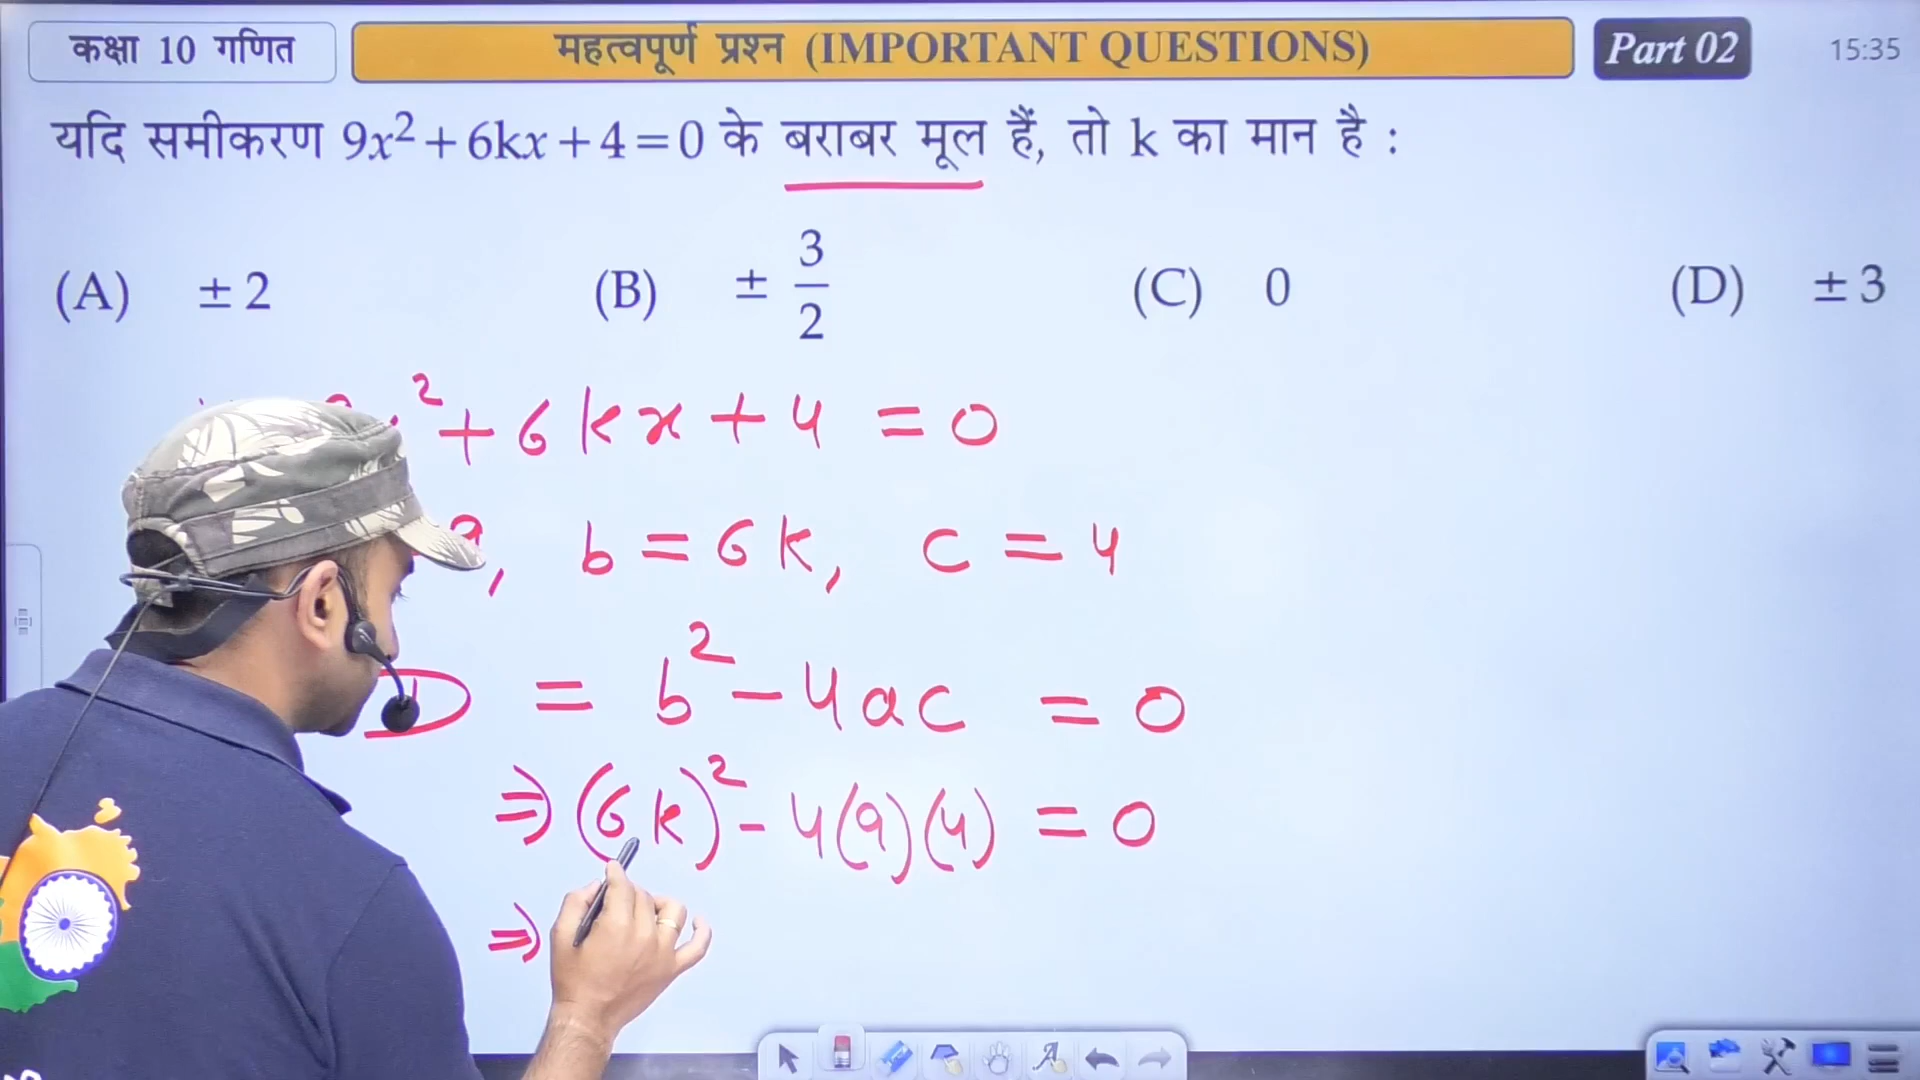 कक्षा 10 गणित
महत्वपूर्ण प्रश्न (IMPORTANT QUESTIONS)
Part 02
15:35
यदि समीकरण 9x²+6kx+4=0 के बराबर मूल हैं, तो k का मान है :
(A) ±2 (B) ± 3/2 (C) 0 (D) ±3
² + 6kx + 4 = 0
9, b = 6k, c = 4
D = b² - 4ac = 0
⇒ (6k)² - 4(9)(4) = 0
⇒